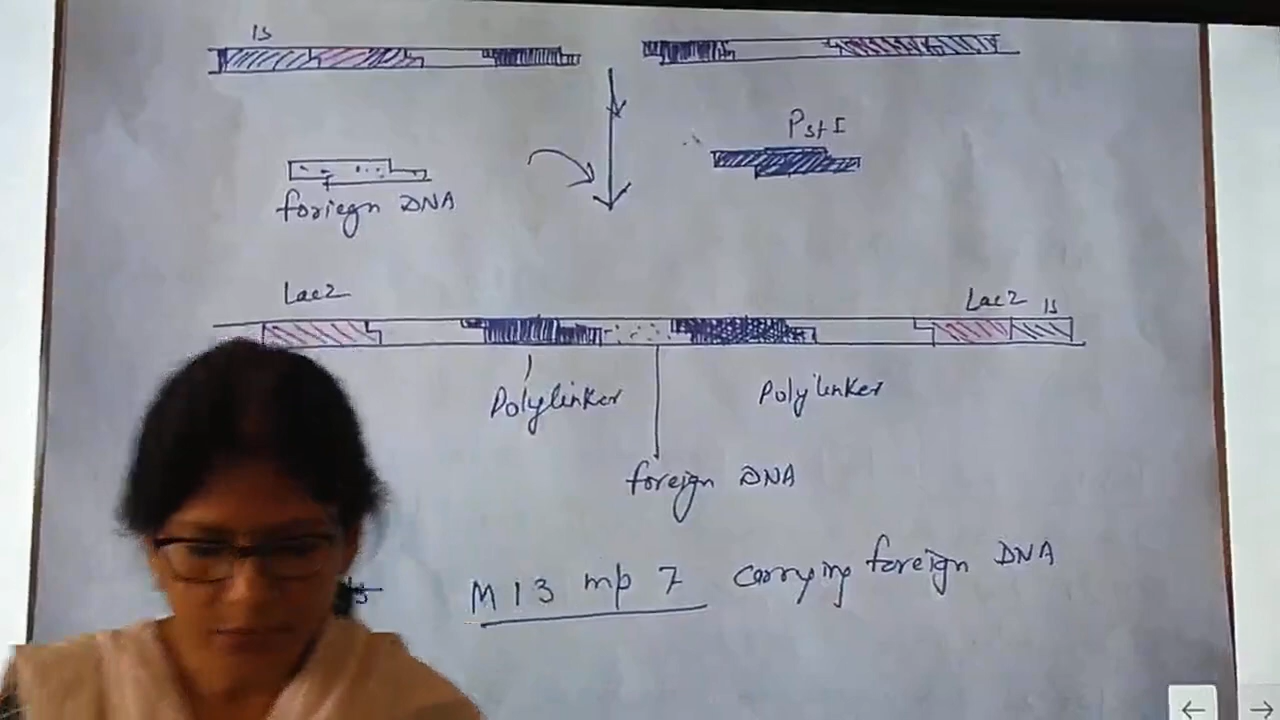 IS
PstI
foriegn DNA
Lacz
Lacz IS
Polylinker
Polylinker
foreign DNA
M13 mp 7 carrying foreign DNA